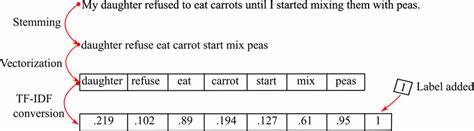 My daughter refused to eat carrots until I started mixing them with peas.
Stemming
daughter refuse eat carrot start mix peas
Vectorization
daughter refuse eat carrot start mix peas
1 Label added
TF-IDF
conversion
.219 .102 .89 .194 .127 .61 .95 1